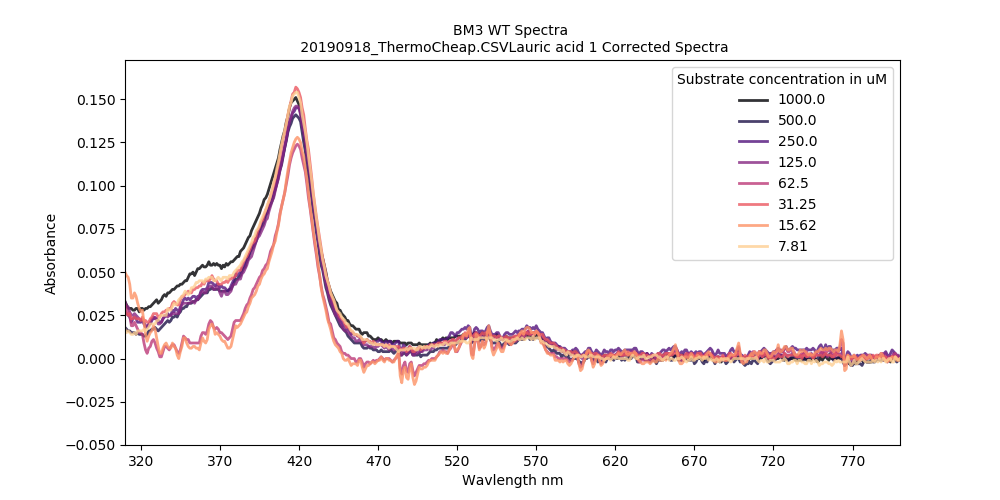 BM3 WT Spectra
20190918_ThermoCheap.CSVLauric acid 1 Corrected Spectra
Substrate concentration in uM
1000.0
500.0
250.0
125.0
62.5
31.25
15.62
7.81
Absorbance
0.150
0.125
0.100
0.075
0.050
0.025
0.000
−0.025
−0.050
320 370 420 470 520 570 620 670 720 770
Wavlength nm